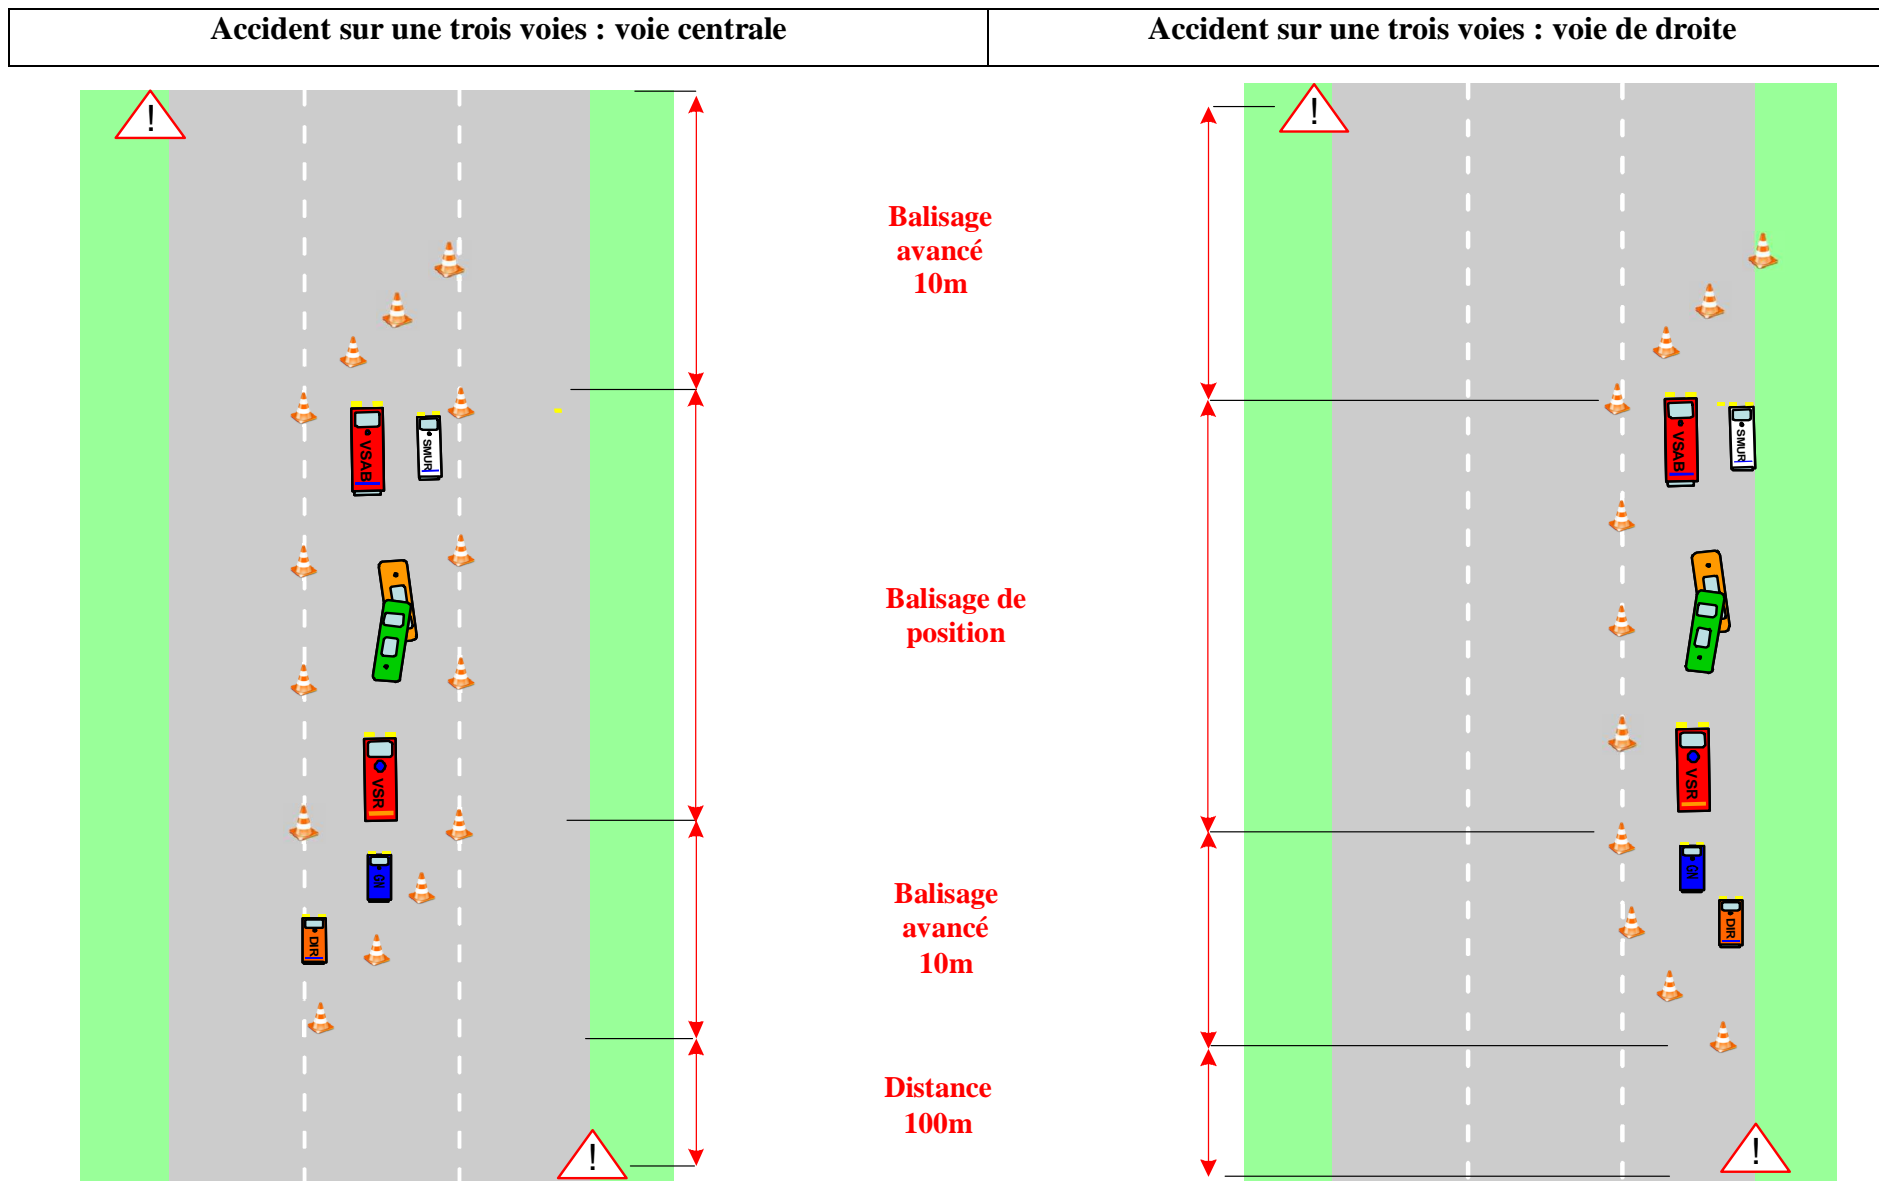 Accident sur une trois voies : voie centrale
Accident sur une trois voies : voie de droite
!
!
Balisage
avancé
10m
VSAB
SMUR
VSAB
SMUR
Balisage de
position
VSR
VSR
GN
GN
DIR
DIR
Balisage
avancé
10m
Distance
100m
!
!